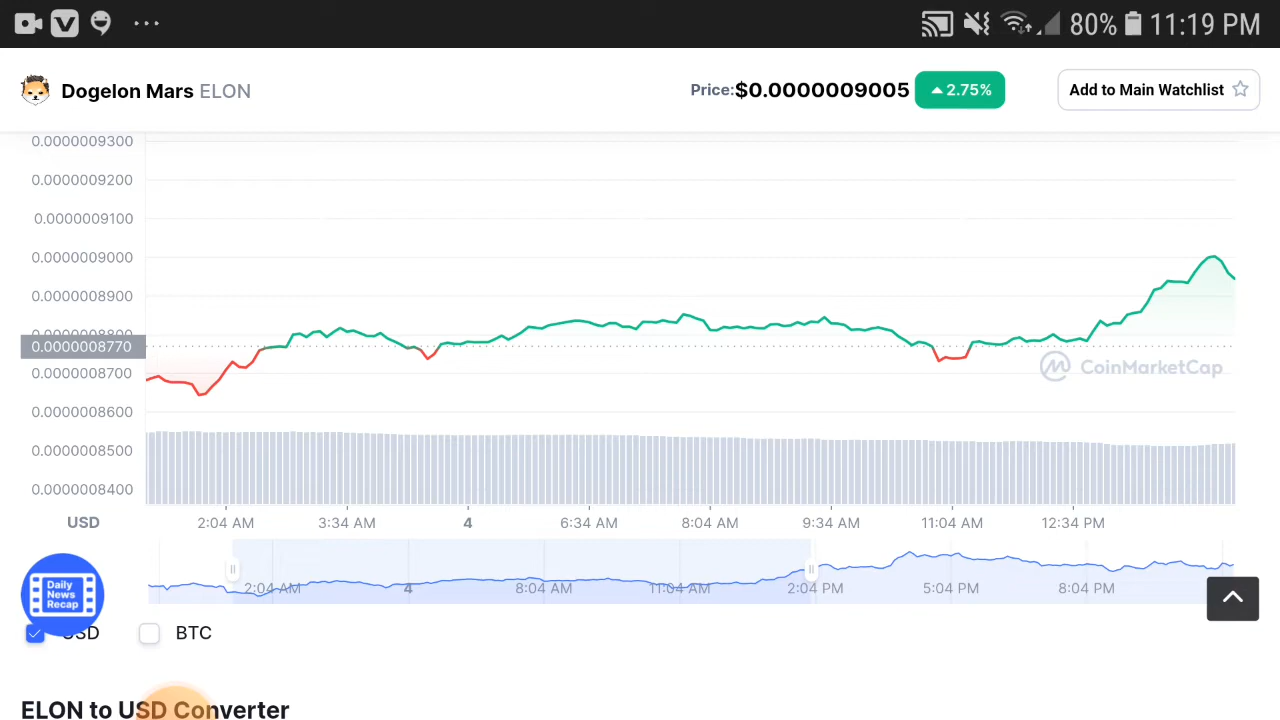 80% 11:19 PM
Dogelon Mars ELON
Price:$0.0000009005 2.75% Add to Main Watchlist
0.0000009300
0.0000009200
0.0000009100
0.0000009000
0.0000008900
0.0000008800
0.0000008770
0.0000008700
CoinMarketCap
0.0000008600
0.0000008500
0.0000008400
USD 2:04 AM 3:34 AM 4 6:34 AM 8:04 AM 9:34 AM 11:04 AM 12:34 PM
2:04 AM 4 8:04 AM 11:04 AM 2:04 PM 5:04 PM 8:04 PM
Daily
News
Recap
USD BTC
ELON to USD Converter